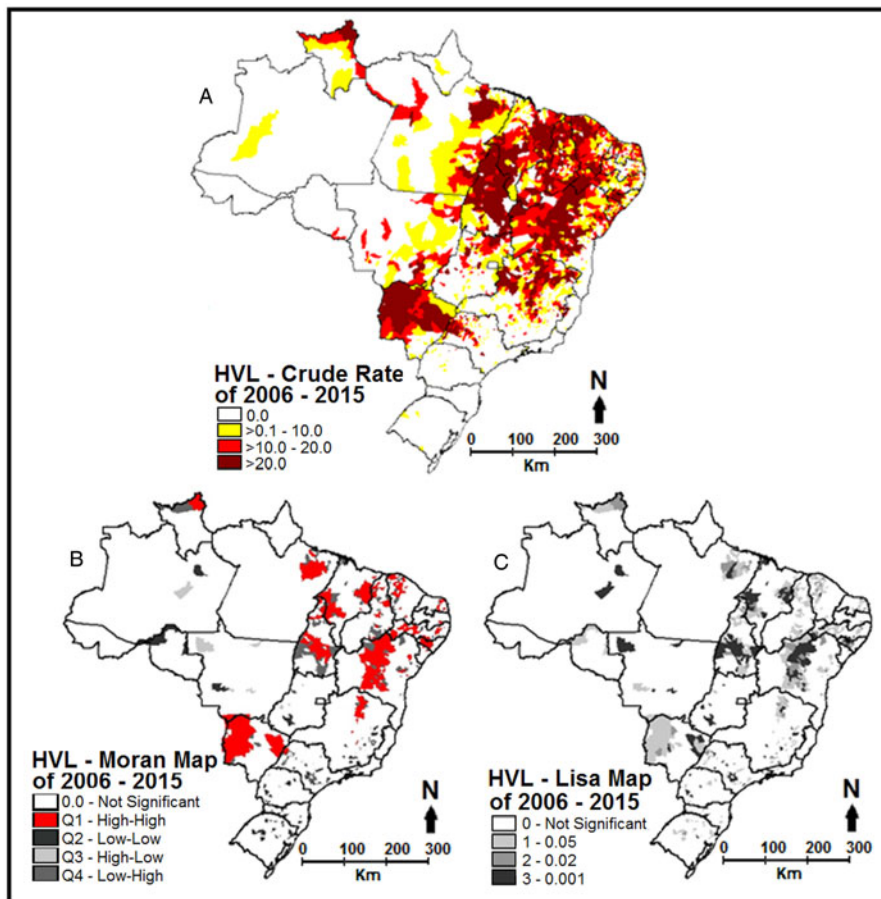 A
HVL - Crude Rate
of 2006 - 2015
0.0
>0.1 - 10.0
>10.0 - 20.0
>20.0
N
0 100 200 300
Km
B
HVL - Moran Map
of 2006 - 2015
0.0 - Not Significant
Q1 - High-High
Q2 - Low-Low
Q3 - High-Low
Q4 - Low-High
N
0 100 200 300
Km
C
HVL - Lisa Map
of 2006 - 2015
0 - Not Significant
1 - 0.05
2 - 0.02
3 - 0.001
N
0 100 200 300
Km